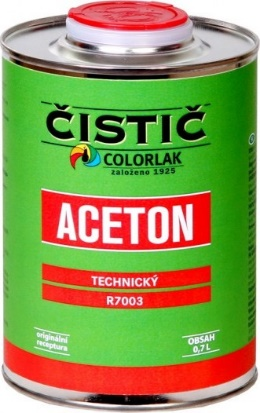 ČISTIČ
COLORLAK
založeno 1925
ACETON
TECHNICKÝ
R7003
originální
receptura
OBSAH
0,7 L